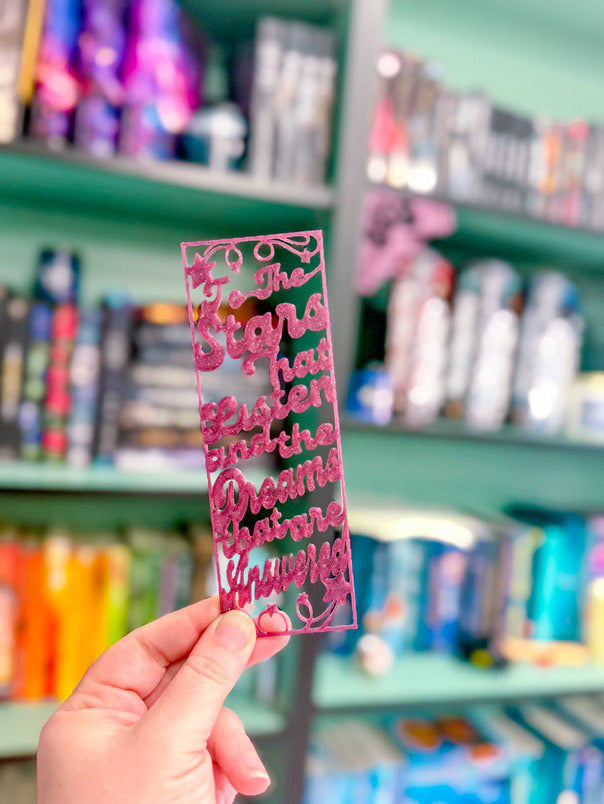 To the
Stars
that
Listen
and the
Dreams
that are
Answered